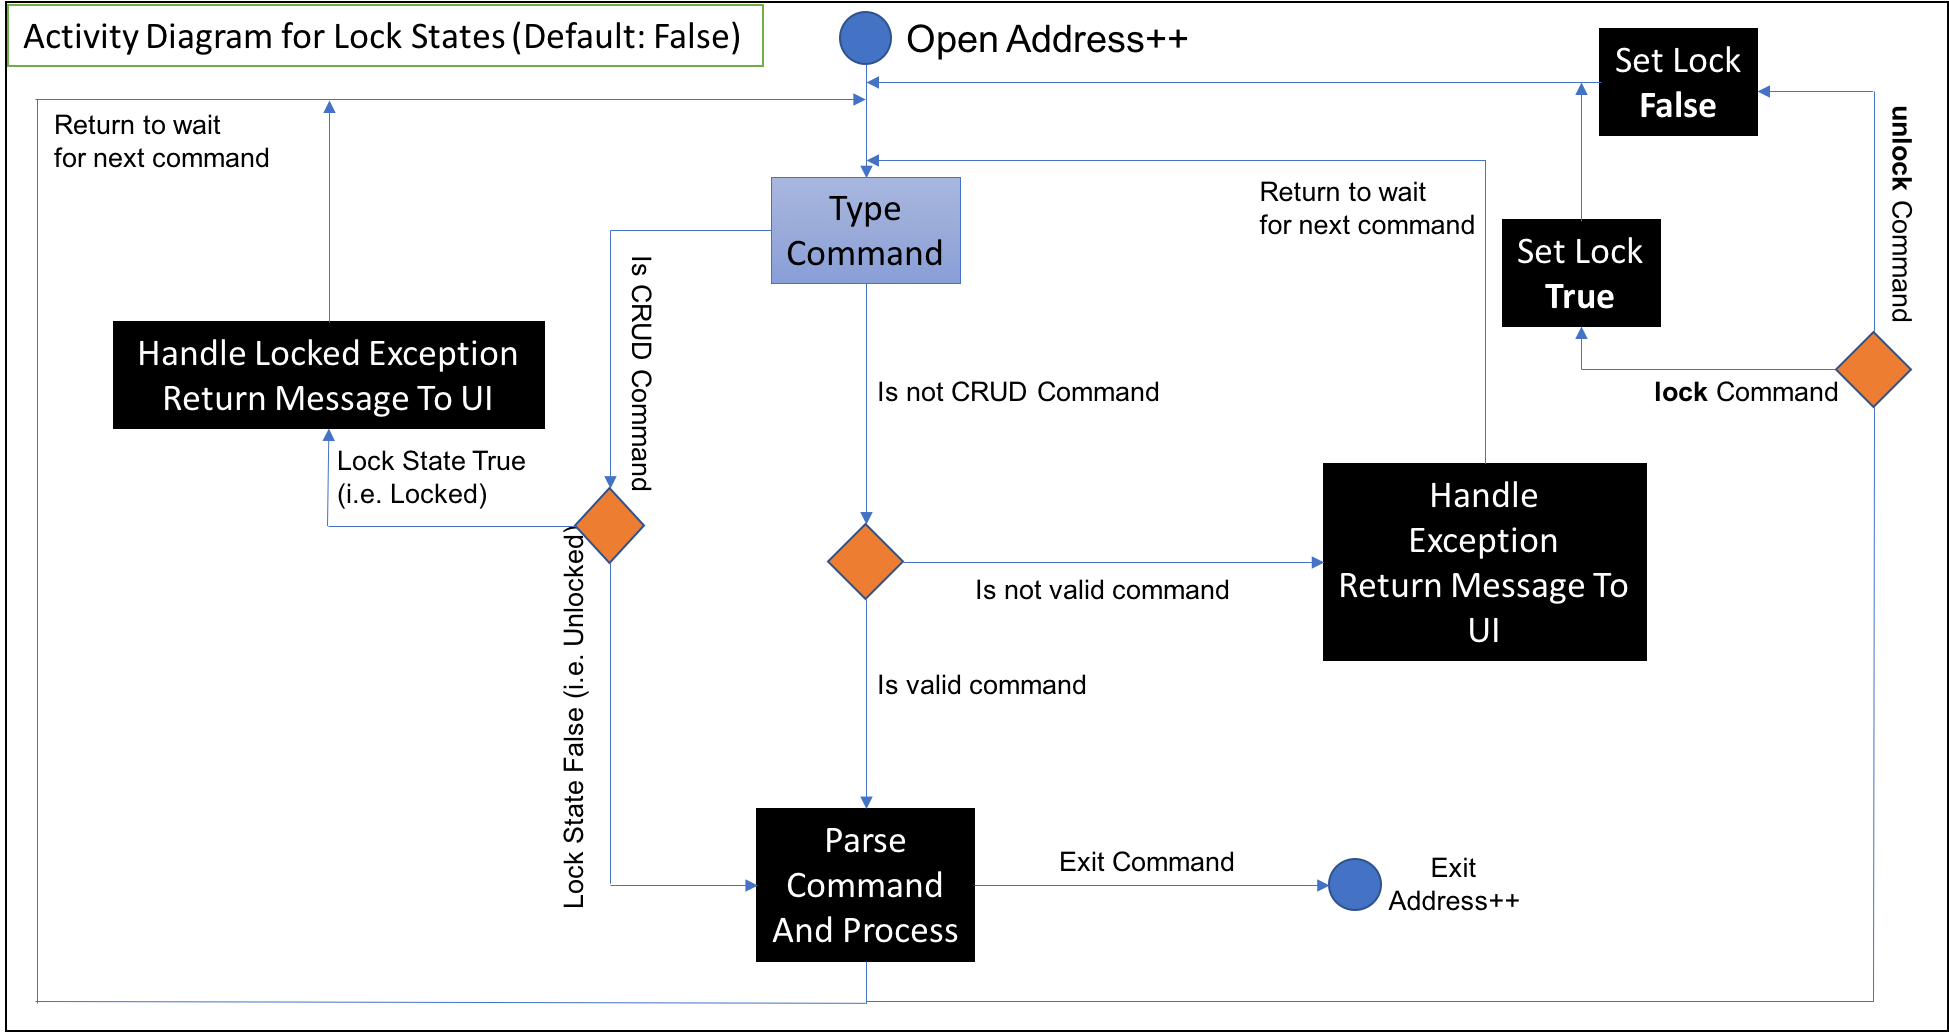 Activity Diagram for Lock States (Default: False)
Open Address++
Set Lock
False
unlock Command
Return to wait
for next command
Type
Command
Return to wait
for next command
Set Lock
True
Is CRUD Command
Handle Locked Exception
Return Message To UI
Is not CRUD Command
lock Command
Lock State True
(i.e. Locked)
Handle
Exception
Return Message To
UI
Lock State False (i.e. Unlocked)
Is not valid command
Is valid command
Parse
Command
And Process
Exit Command
Exit
Address++